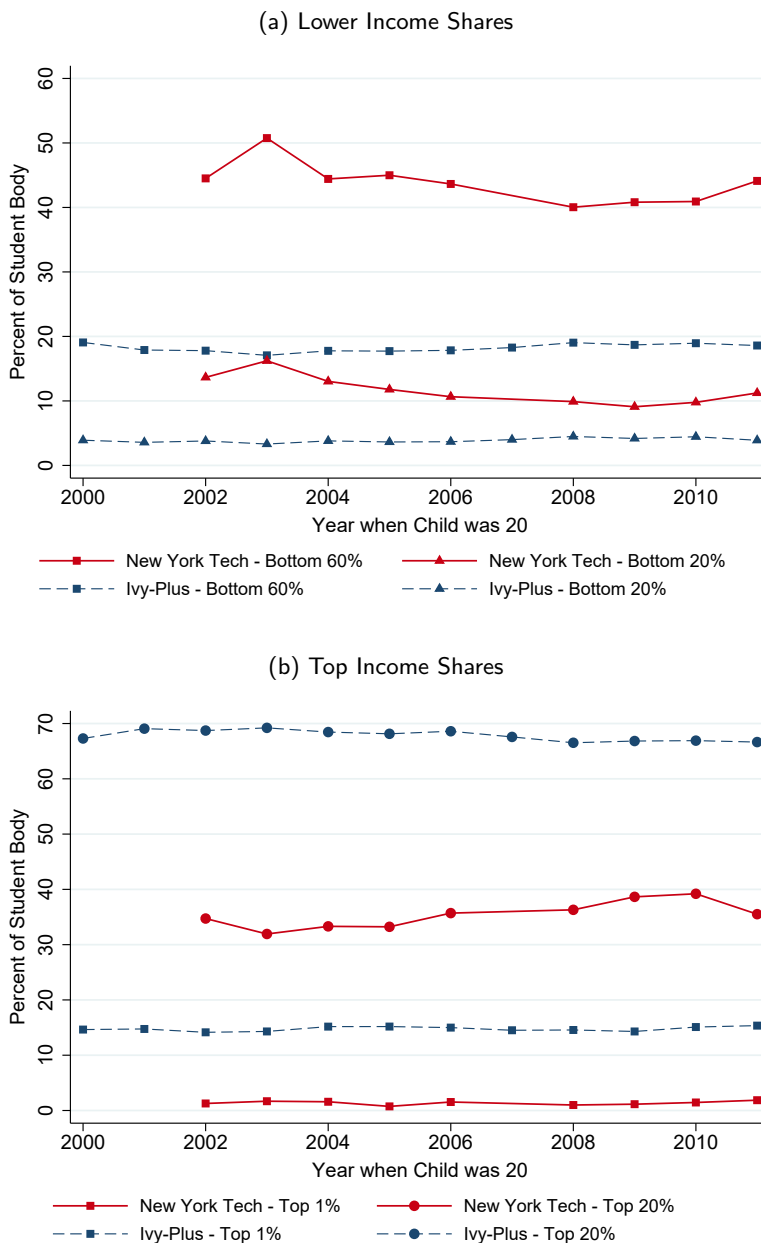 (a) Lower Income Shares
60
50
40
30
20
10
0
Percent of Student Body
2000 2002 2004 2006 2008 2010
Year when Child was 20
New York Tech - Bottom 60% New York Tech - Bottom 20%
Ivy-Plus - Bottom 60% Ivy-Plus - Bottom 20%
(b) Top Income Shares
70
60
50
40
30
20
10
0
Percent of Student Body
2000 2002 2004 2006 2008 2010
Year when Child was 20
New York Tech - Top 1% New York Tech - Top 20%
Ivy-Plus - Top 1% Ivy-Plus - Top 20%